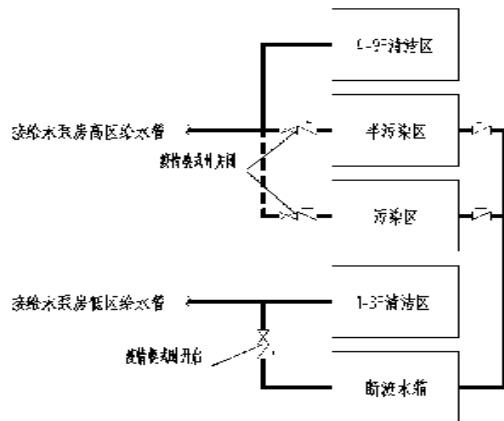 清洁区
接给水泵房高区给水管
半污染区
疫情模式时关闭
污染区
接给水泵房低区给水管
1-3F清洁区
疫情模式时开启
断流水箱